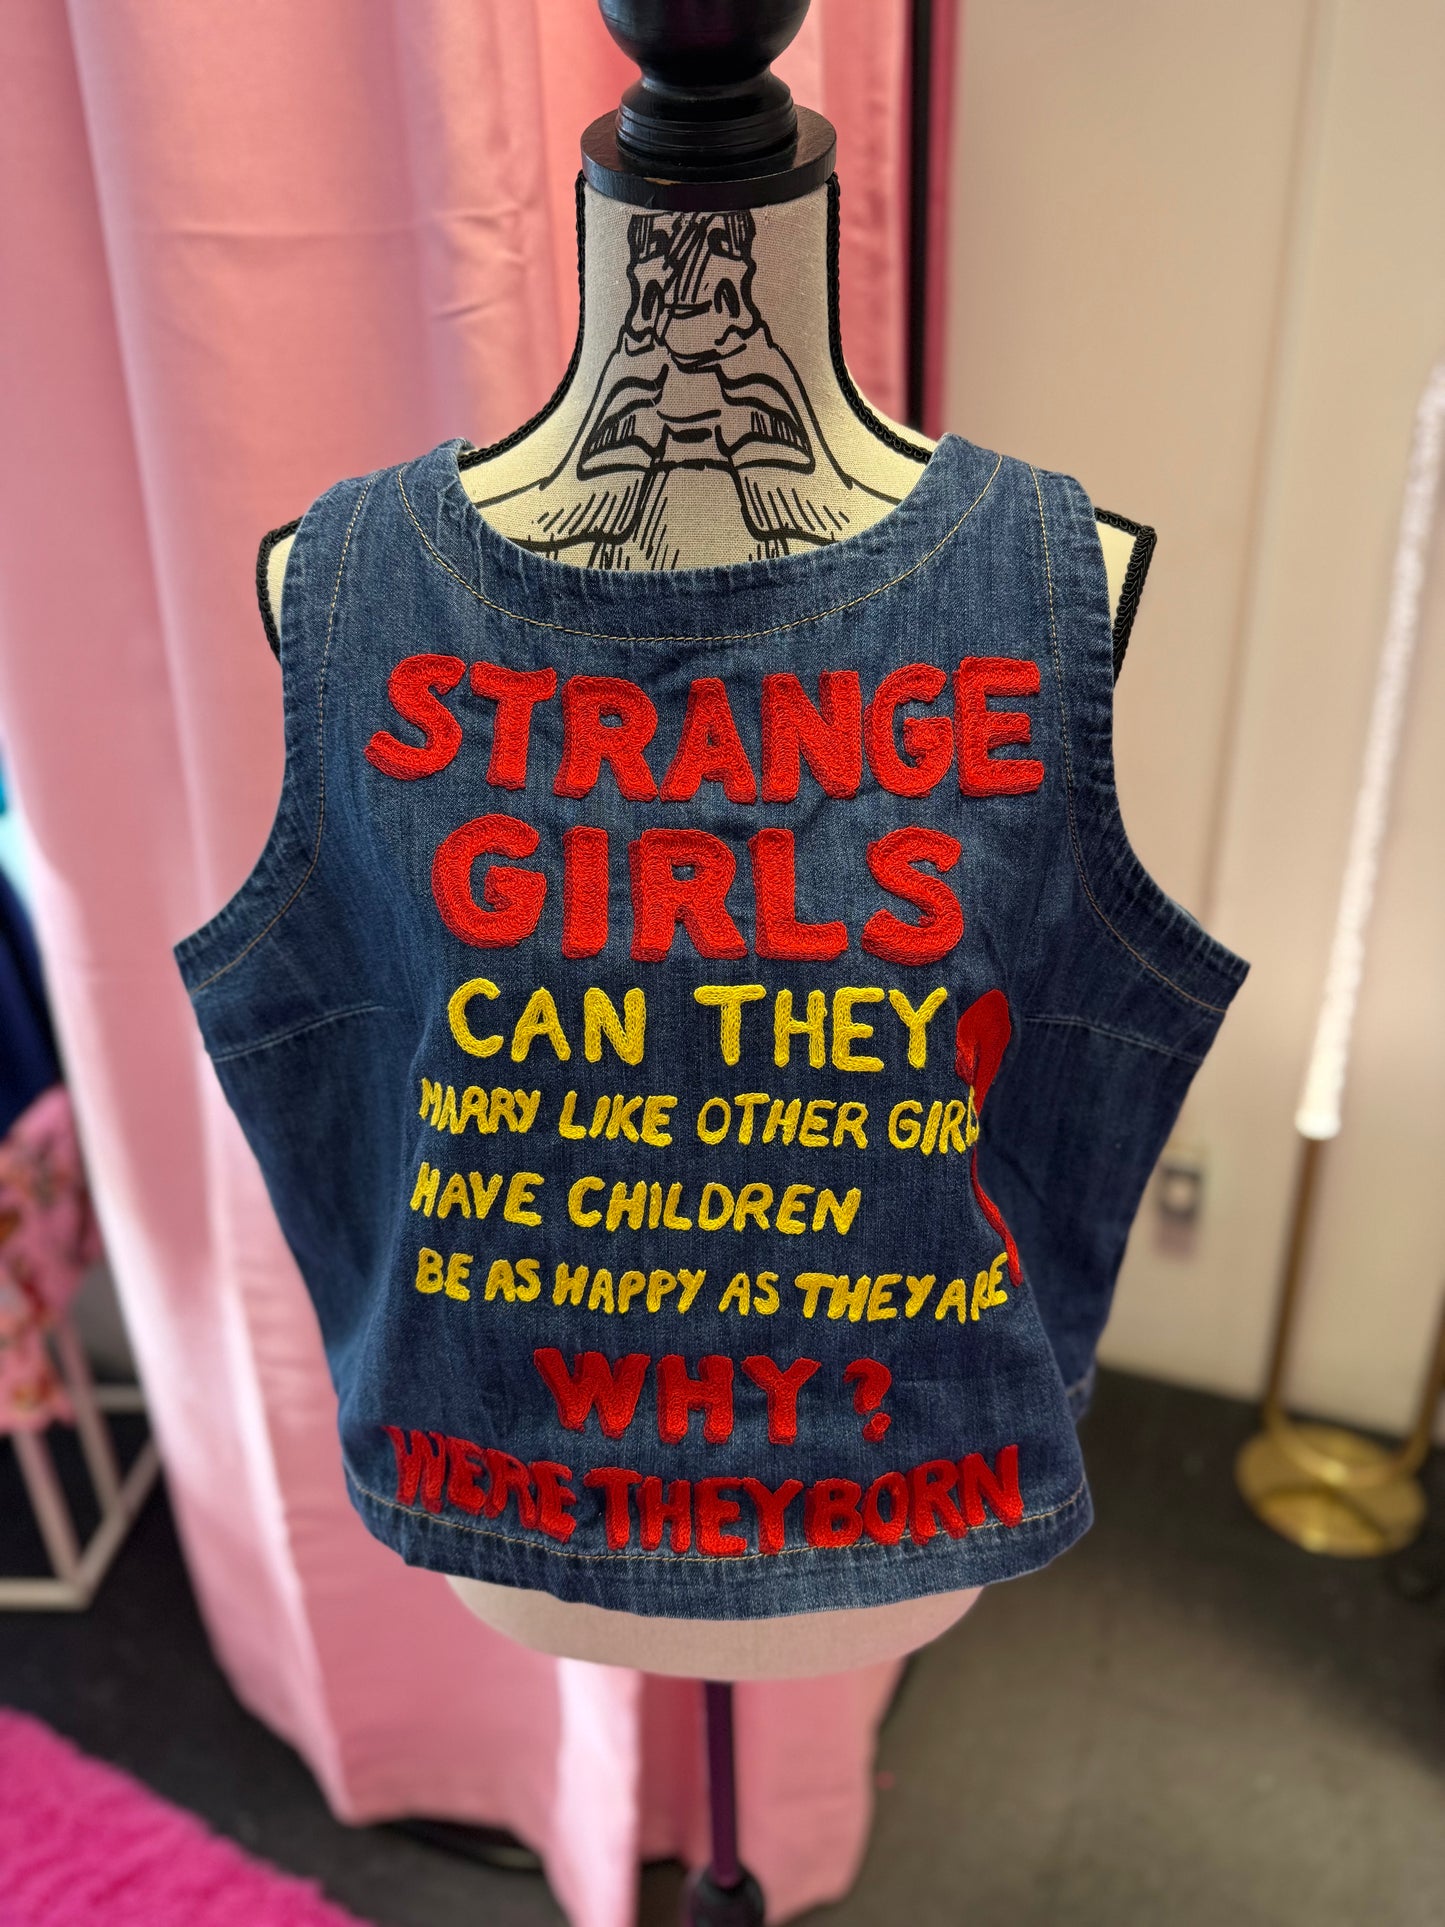 STRANGE
GIRLS
CAN THEY
MARRY LIKE OTHER GIRLS
HAVE CHILDREN
BE AS HAPPY AS THEY ARE
WHY?
WERE THEY BORN